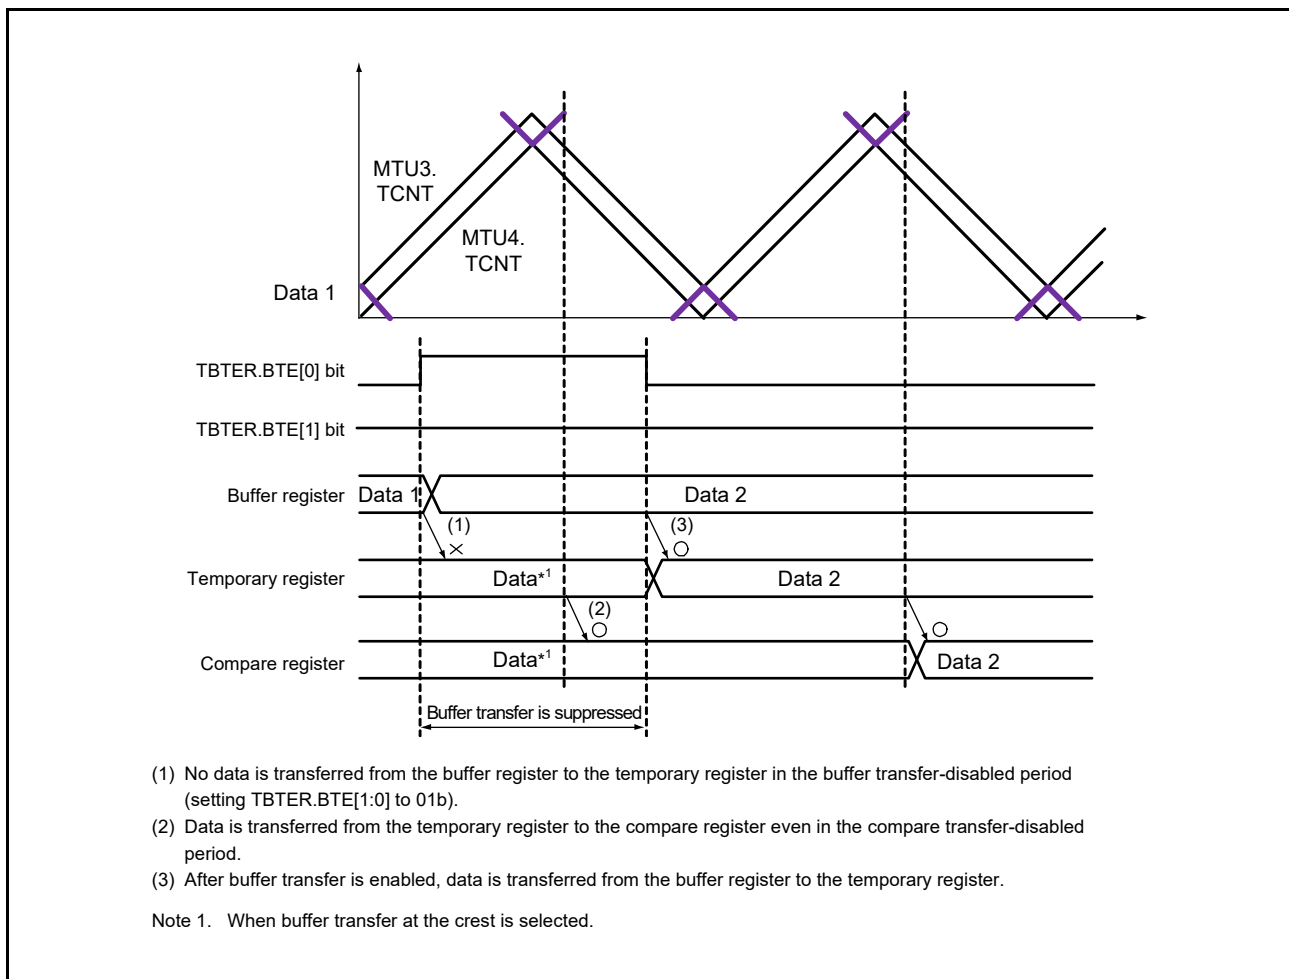 MTU3.
TCNT
MTU4.
TCNT
Data 1
TBTER.BTE[0] bit
TBTER.BTE[1] bit
Buffer register
Data 1
Data 2
(1)
(3)
Temporary register
Data*1
Data 2
(2)
Compare register
Data*1
Data 2
Buffer transfer is suppressed
(1) No data is transferred from the buffer register to the temporary register in the buffer transfer-disabled period
(setting TBTER.BTE[1:0] to 01b).
(2) Data is transferred from the temporary register to the compare register even in the compare transfer-disabled
period.
(3) After buffer transfer is enabled, data is transferred from the buffer register to the temporary register.
Note 1. When buffer transfer at the crest is selected.